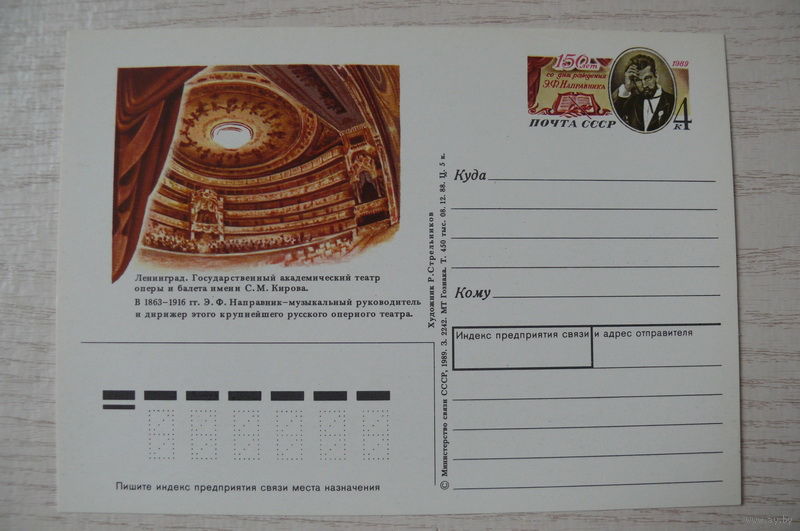 150 лет
со дня рождения
Э.Ф. Направника
1989
ПОЧТА СССР
4
к
Ленинград. Государственный академический театр
оперы и балета имени С. М. Кирова.
В 1863–1916 гг. Э. Ф. Направник–музыкальный руководитель
и дирижер этого крупнейшего русского оперного театра.
© Министерство связи СССР, 1989. З. 2242. МТ Гознака. Т. 450 тыс. 08. 12. 88. Ц. 5 к.
Художник Р. Стрельников
Куда
Кому
Индекс предприятия связи и адрес отправителя
Пишите индекс предприятия связи места назначения
www.ay.by